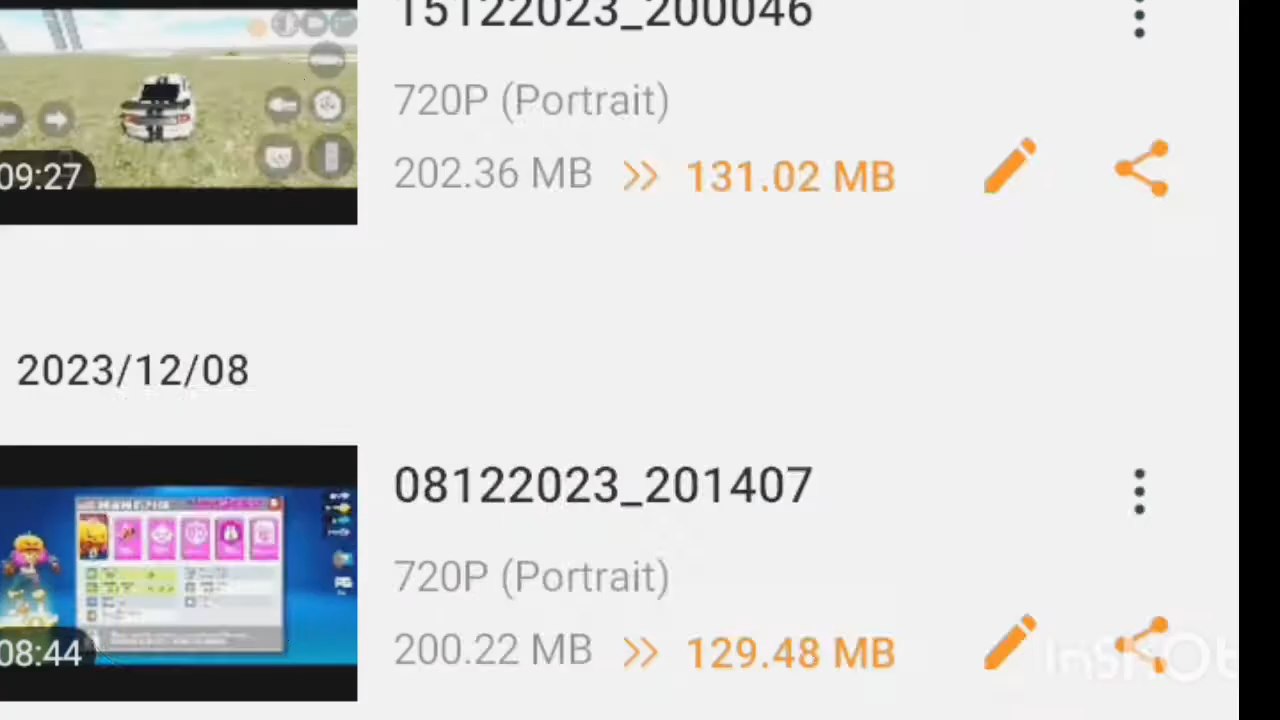 15122023_200046
720P (Portrait)
09:27
202.36 MB >> 131.02 MB
2023/12/08
08122023_201407
720P (Portrait)
08:44
200.22 MB >> 129.48 MB
InShOt